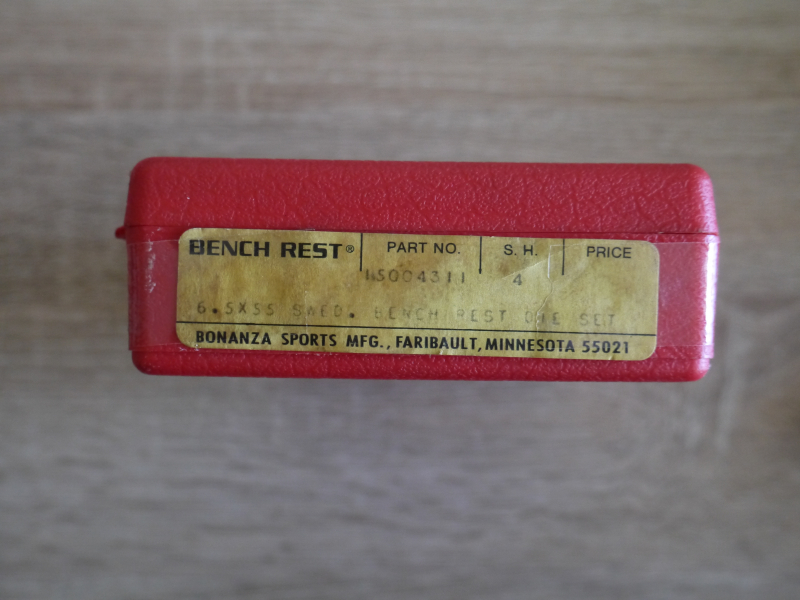 BENCH REST® PART NO. S. H. PRICE
15004311 4
6.5X55 SWED. BENCH REST DIE SET
BONANZA SPORTS MFG., FARIBAULT, MINNESOTA 55021